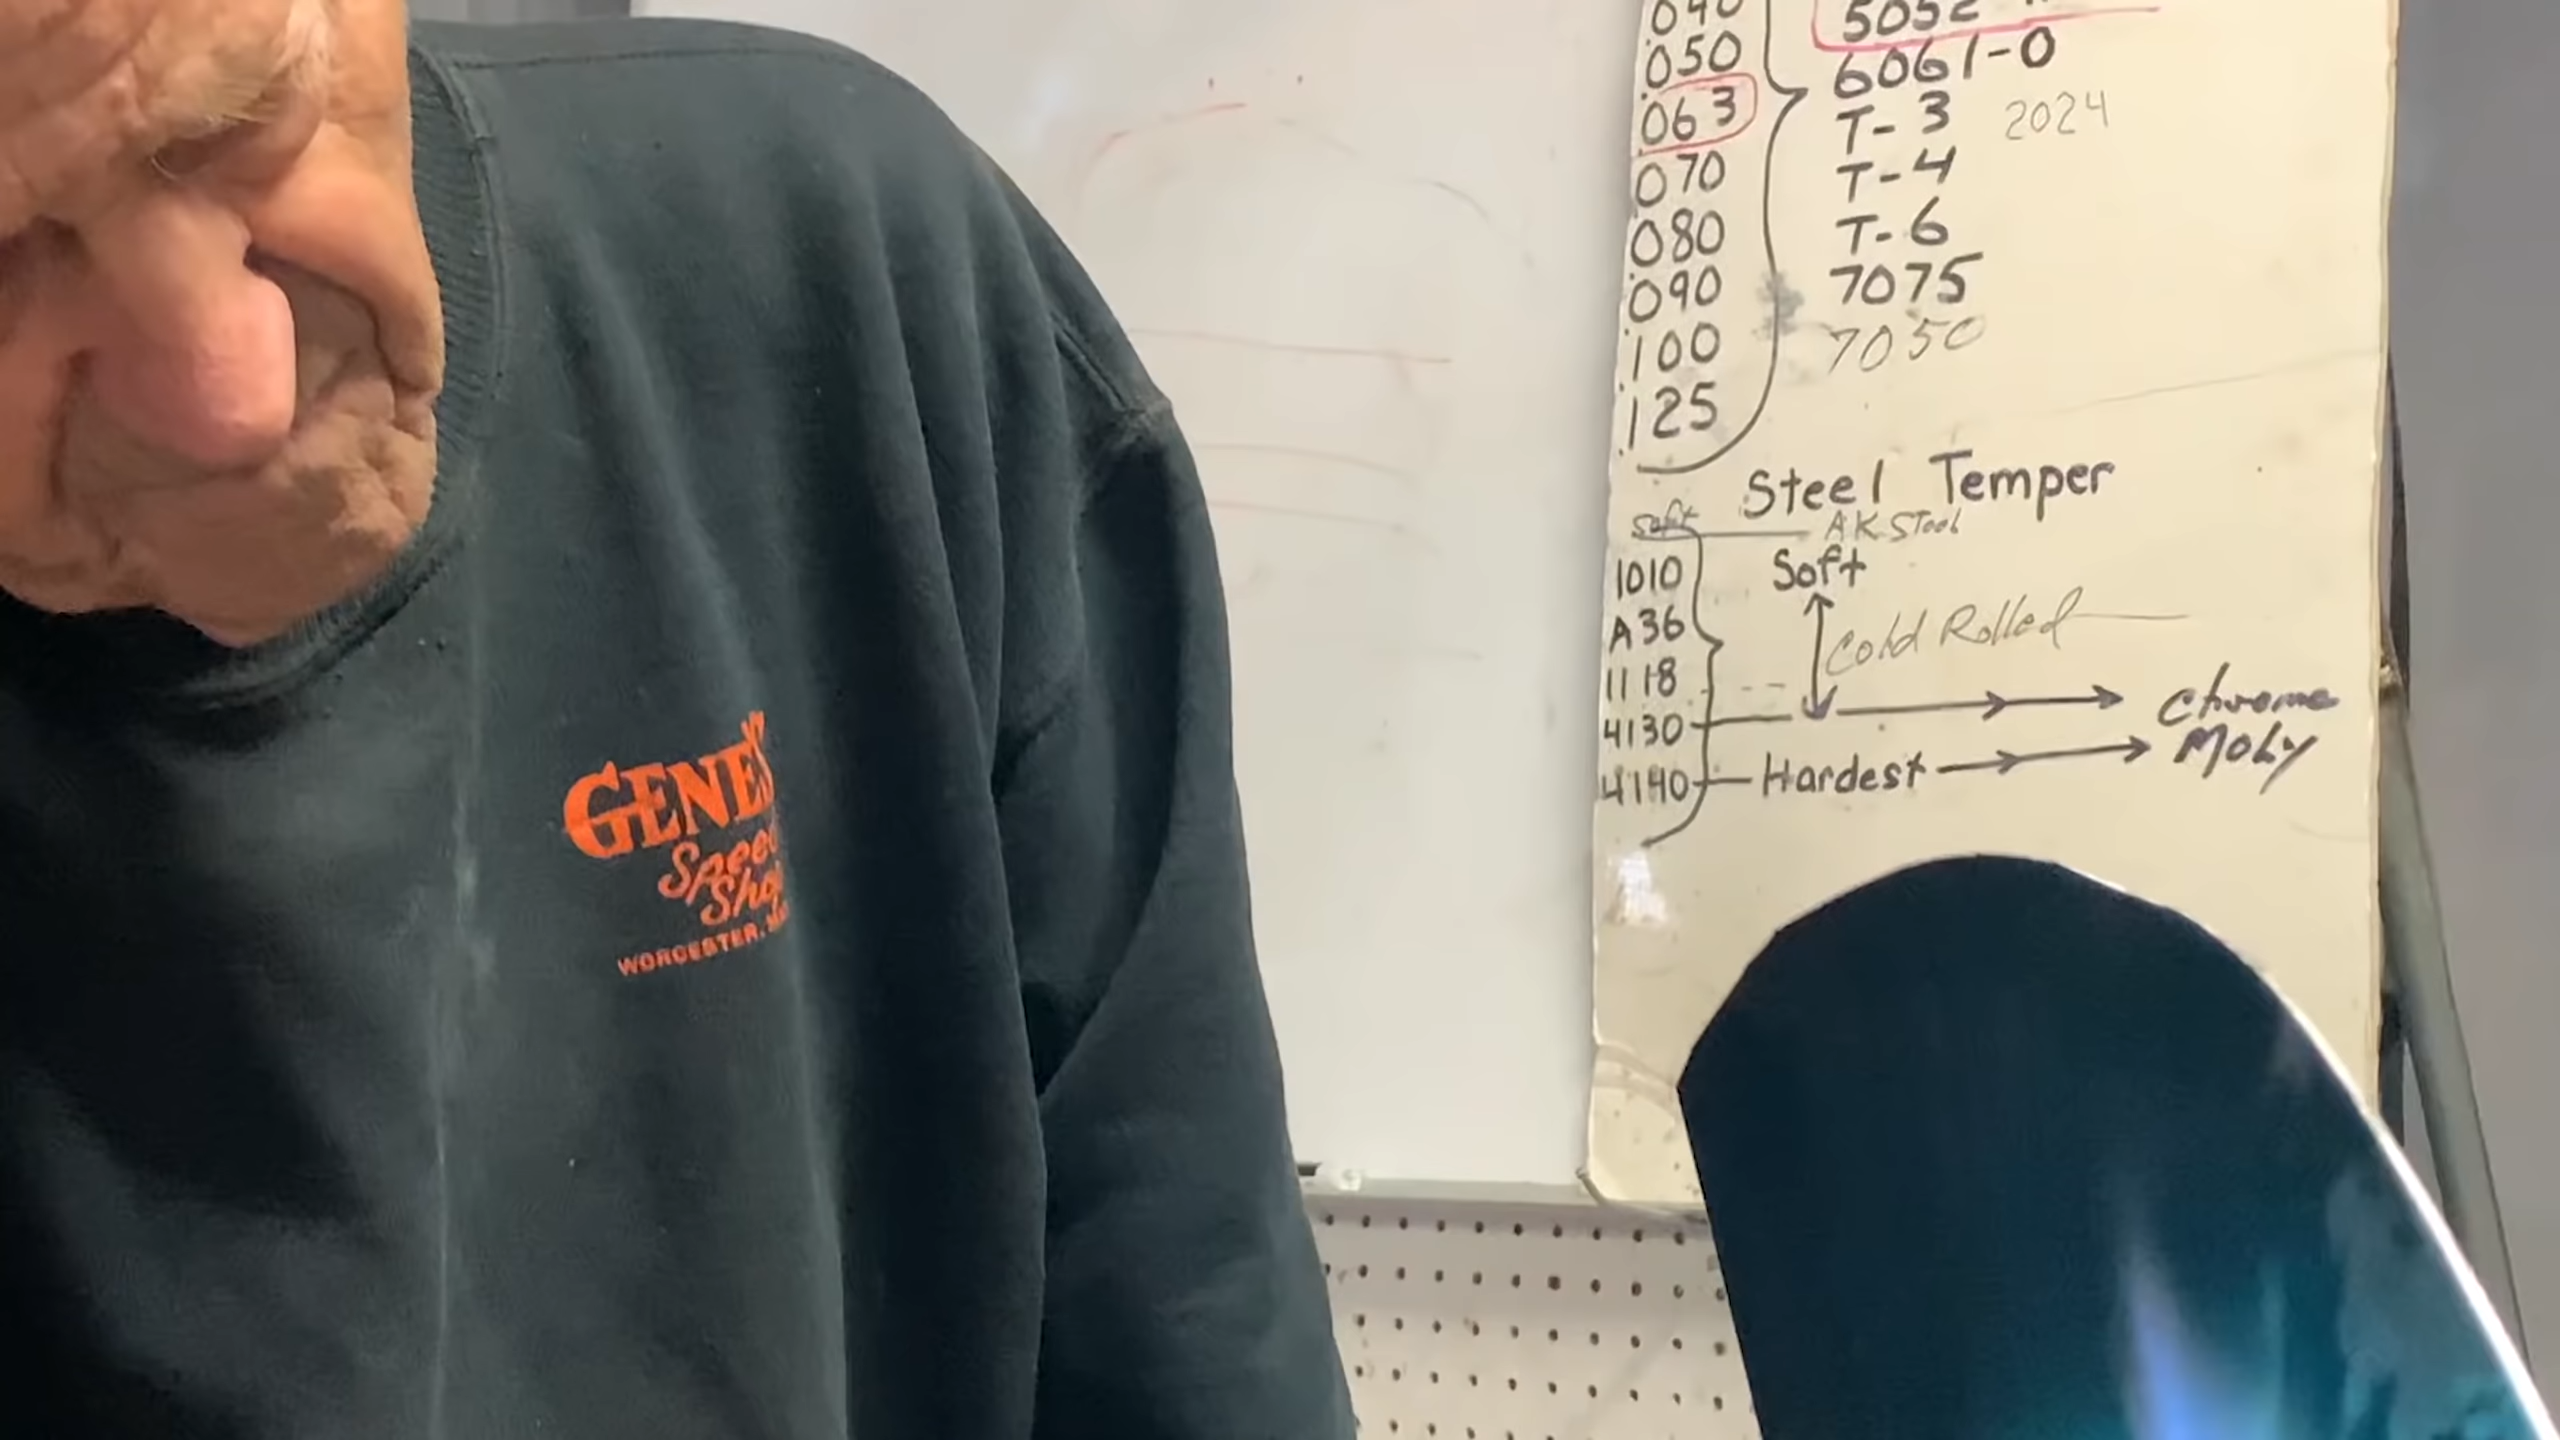 GENE'S
Speed
Shop
WORCESTER,
.040
.050
.063
.070
.080
.090
.100
.125
5052
6061-0
T-3 2024
T-4
T-6
7075
7050
Steel Temper
soft AK Steel
1010 Soft
A36 Cold Rolled
1118
4130 Chrome
4140 Hardest Moly